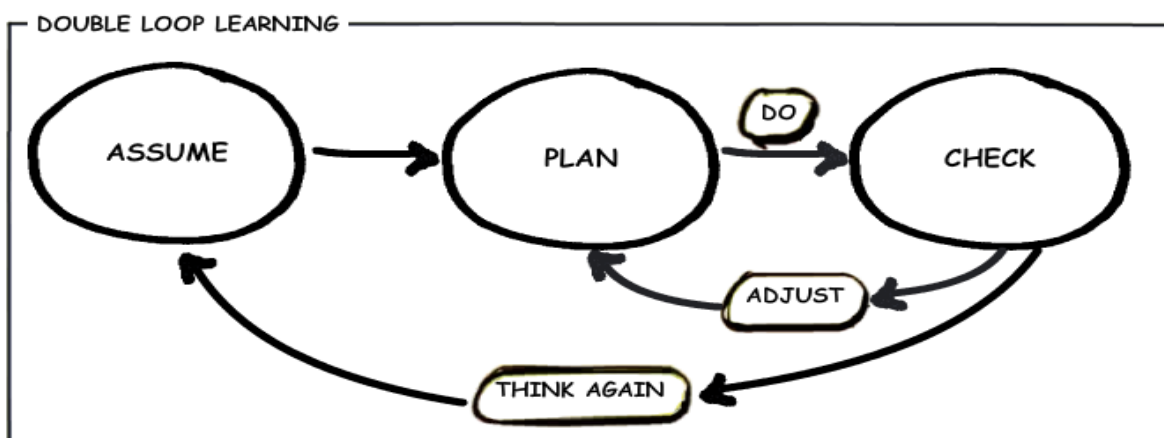 DOUBLE LOOP LEARNING
ASSUME
PLAN
DO
CHECK
ADJUST
THINK AGAIN